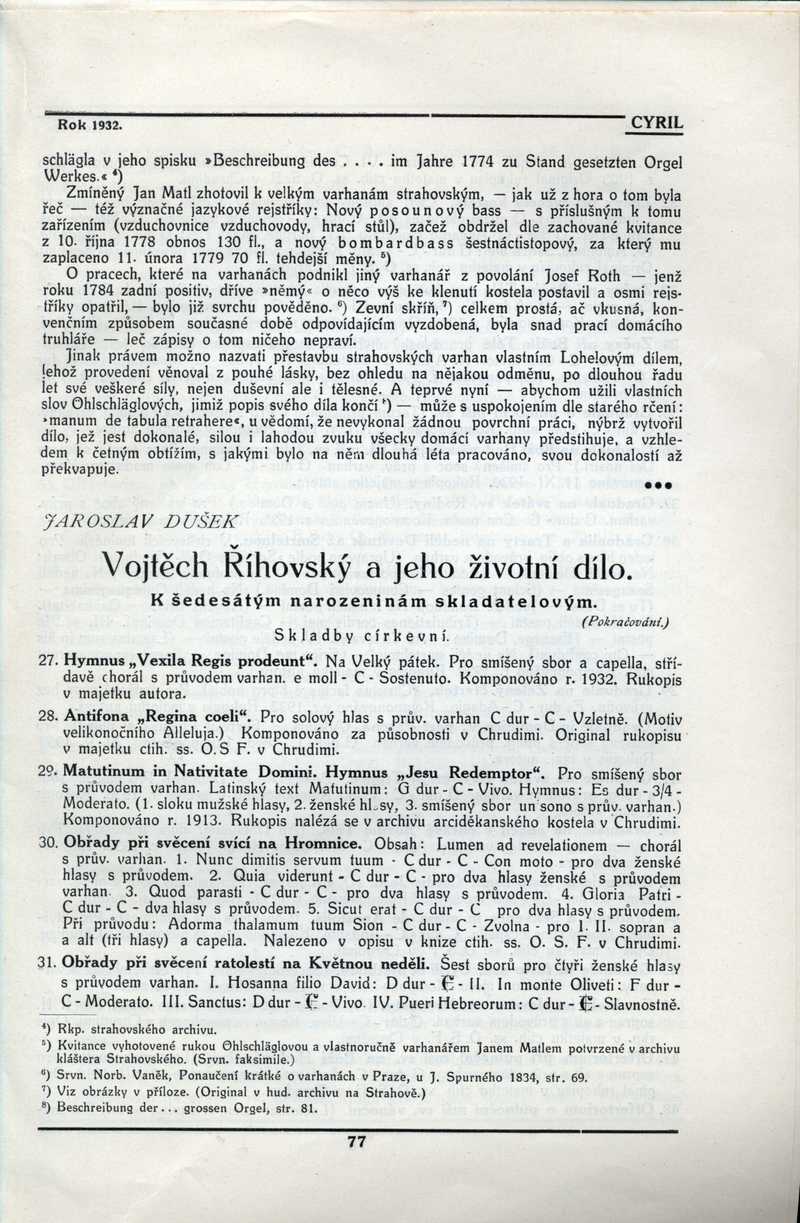 Rok 1932.
CYRIL
schlägla v jeho spisku »Beschreibung des . . . . im Jahre 1774 zu Stand gesetzten Orgel
Werkes.« ⁴)
Zmíněný Jan Matl zhotovil k velkým varhanám strahovským, — jak už z hora o tom byla
řeč — též význačné jazykové rejstříky: Nový posounový bass — s příslušným k tomu
zařízením (vzduchovnice vzduchovody, hrací stůl), začež obdržel dle zachované kvitance
z 10. října 1778 obnos 130 fl., a nový bombardbass šestnáctistopový, za který mu
zaplaceno 11. února 1779 70 fl. tehdejší měny. ⁵)
O pracech, které na varhanách podnikl jiný varhanář z povolání Josef Roth — jenž
roku 1784 zadní positiv, dříve »němý« o něco výš ke klenutí kostela postavil a osmi rejs-
tříky opatřil, — bylo již svrchu pověděno. ⁶) Zevní skříň, ⁷) celkem prostá, ač vkusná, kon-
venčním způsobem současné době odpovídajícím vyzdobená, byla snad prací domácího
truhláře — leč zápisy o tom ničeho nepraví.
Jinak právem možno nazvati přestavbu strahovských varhan vlastním Lohelovým dílem,
jehož provedení věnoval z pouhé lásky, bez ohledu na nějakou odměnu, po dlouhou řadu
let své veškeré síly, nejen duševní ale i tělesné. A teprvé nyní — abychom užili vlastních
slov Öhlschläglových, jimiž popis svého díla končí ⁸) — může s uspokojením dle starého rčení:
»manum de tabula retrahere«, u vědomí, že nevykonal žádnou povrchní práci, nýbrž vytvořil
dílo, jež jest dokonalé, silou i lahodou zvuku všecky domácí varhany předstihuje, a vzhle-
dem k četným obtížím, s jakými bylo na něm dlouhá léta pracováno, svou dokonalostí až
překvapuje.
●●●
JAROSLAV DUŠEK
Vojtěch Říhovský a jeho životní dílo.
K šedesátým narozeninám skladatelovým.
(Pokračování.)
Skladby církevní.
27. Hymnus „Vexila Regis prodeunt“. Na Velký pátek. Pro smíšený sbor a capella, stří-
davě chorál s průvodem varhan. e moll - C - Sostenuto. Komponováno r. 1932. Rukopis
v majetku autora.
28. Antifona „Regina coeli“. Pro solový hlas s prův. varhan C dur - C - Vzletně. (Motiv
velikonočního Alleluja.) Komponováno za působnosti v Chrudimi. Original rukopisu
v majetku ctih. ss. O. S F. v Chrudimi.
29. Matutinum in Nativitate Domini. Hymnus „Jesu Redemptor“. Pro smíšený sbor
s průvodem varhan. Latinský text Matutinum: G dur - C - Vivo. Hymnus: Es dur - 3/4 -
Moderato. (1. sloku mužské hlasy, 2. ženské hlasy, 3. smíšený sbor un sono s prův. varhan.)
Komponováno r. 1913. Rukopis nalézá se v archivu arciděkanského kostela v Chrudimi.
30. Obřady při svěcení svící na Hromnice. Obsah: Lumen ad revelationem — chorál
s prův. varhan. 1. Nunc dimitis servum tuum - C dur - C - Con moto - pro dva ženské
hlasy s průvodem. 2. Quia viderunt - C dur - C - pro dva hlasy ženské s průvodem
varhan. 3. Quod parasti - C dur - C - pro dva hlasy s průvodem. 4. Gloria Patri -
C dur - C - dva hlasy s průvodem. 5. Sicut erat - C dur - C pro dva hlasy s průvodem.
Při průvodu: Adorma thalamum tuum Sion - C dur - C - Zvolna - pro I. II. sopran a
a alt (tři hlasy) a capella. Nalezeno v opisu v knize ctih. ss. O. S. F. v Chrudimi.
31. Obřady při svěcení ratolestí na Květnou neděli. Šest sborů pro čtyři ženské hlasy
s průvodem varhan. I. Hosanna filio David: D dur - ₵ - II. In monte Oliveti: F dur -
C - Moderato. III. Sanctus: D dur - ₵ - Vivo. IV. Pueri Hebreorum: C dur - ₵ - Slavnostně.
⁴) Rkp. strahovského archivu.
⁵) Kvitance vyhotovené rukou Öhlschläglovou a vlastnoručně varhanářem Janem Matlem potvrzené v archivu
kláštera Strahovského. (Srvn. faksimile.)
⁶) Srvn. Norb. Vaněk, Ponaučení krátké o varhanách v Praze, u J. Spurného 1834, str. 69.
⁷) Viz obrázky v příloze. (Original v hud. archivu na Strahově.)
⁸) Beschreibung der . . . grossen Orgel, str. 81.
77